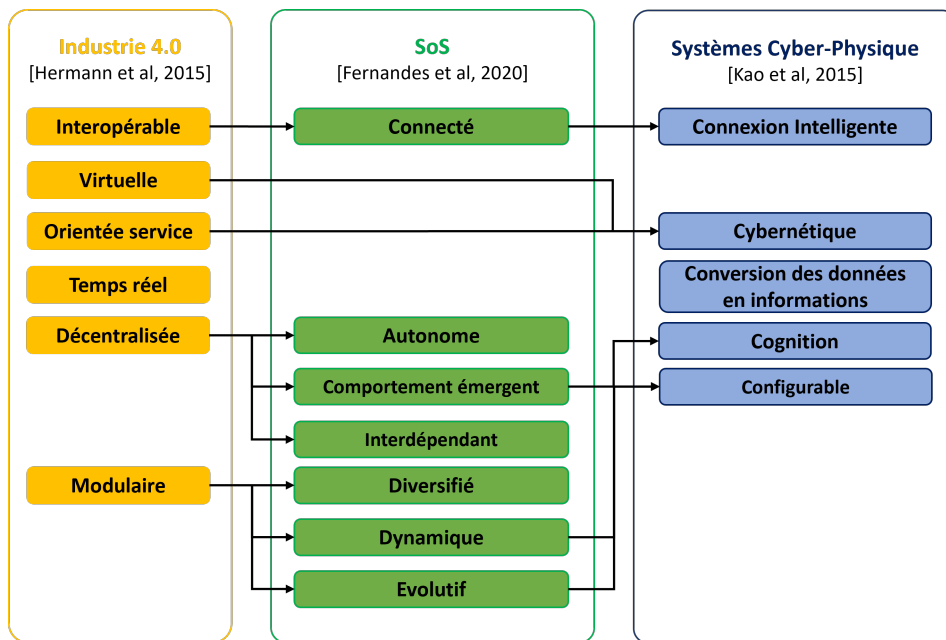 Industrie 4.0
[Hermann et al, 2015]
Interopérable
Virtuelle
Orientée service
Temps réel
Décentralisée
Modulaire
SoS
[Fernandes et al, 2020]
Connecté
Autonome
Comportement émergent
Interdépendant
Diversifié
Dynamique
Evolutif
Systèmes Cyber-Physique
[Kao et al, 2015]
Connexion Intelligente
Cybernétique
Conversion des données
en informations
Cognition
Configurable